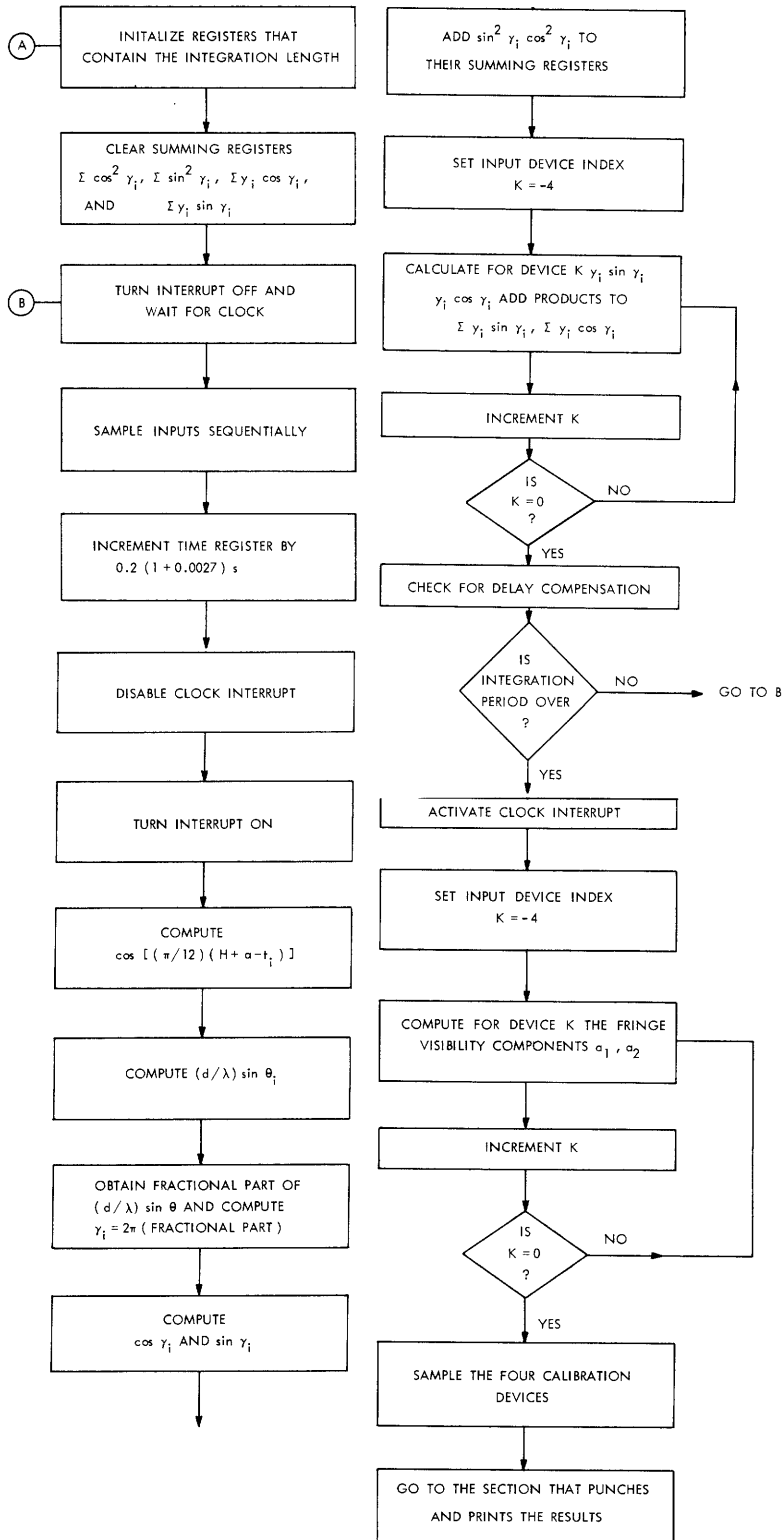 A
INITALIZE REGISTERS THAT
CONTAIN THE INTEGRATION LENGTH
CLEAR SUMMING REGISTERS
Σ cos² γᵢ, Σ sin² γᵢ, Σ yᵢ cos γᵢ,
AND Σ yᵢ sin γᵢ
B
TURN INTERRUPT OFF AND
WAIT FOR CLOCK
SAMPLE INPUTS SEQUENTIALLY
INCREMENT TIME REGISTER BY
0.2 (1 + 0.0027) s
DISABLE CLOCK INTERRUPT
TURN INTERRUPT ON
COMPUTE
cos [(π/12) (H + α - tᵢ)]
COMPUTE (d/λ) sin θᵢ
OBTAIN FRACTIONAL PART OF
(d/λ) sin θ AND COMPUTE
γᵢ = 2π (FRACTIONAL PART)
COMPUTE
cos γᵢ AND sin γᵢ
ADD sin² γᵢ cos² γᵢ TO
THEIR SUMMING REGISTERS
SET INPUT DEVICE INDEX
K = -4
CALCULATE FOR DEVICE K yᵢ sin γᵢ
yᵢ cos γᵢ ADD PRODUCTS TO
Σ yᵢ sin γᵢ, Σ yᵢ cos γᵢ
INCREMENT K
IS
K = 0
?
NO
YES
CHECK FOR DELAY COMPENSATION
IS
INTEGRATION
PERIOD OVER
?
NO
GO TO B
YES
ACTIVATE CLOCK INTERRUPT
SET INPUT DEVICE INDEX
K = -4
COMPUTE FOR DEVICE K THE FRINGE
VISIBILITY COMPONENTS a₁, a₂
INCREMENT K
IS
K = 0
?
NO
YES
SAMPLE THE FOUR CALIBRATION
DEVICES
GO TO THE SECTION THAT PUNCHES
AND PRINTS THE RESULTS